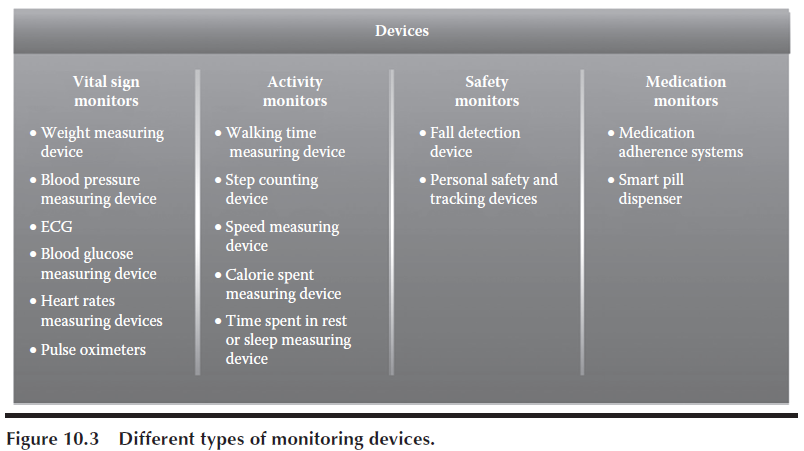 Devices
Vital sign
monitors
• Weight measuring
device
• Blood pressure
measuring device
• ECG
• Blood glucose
measuring device
• Heart rates
measuring devices
• Pulse oximeters
Activity
monitors
• Walking time
measuring device
• Step counting
device
• Speed measuring
device
• Calorie spent
measuring device
• Time spent in rest
or sleep measuring
device
Safety
monitors
• Fall detection
device
• Personal safety and
tracking devices
Medication
monitors
• Medication
adherence systems
• Smart pill
dispenser
Figure 10.3 Different types of monitoring devices.